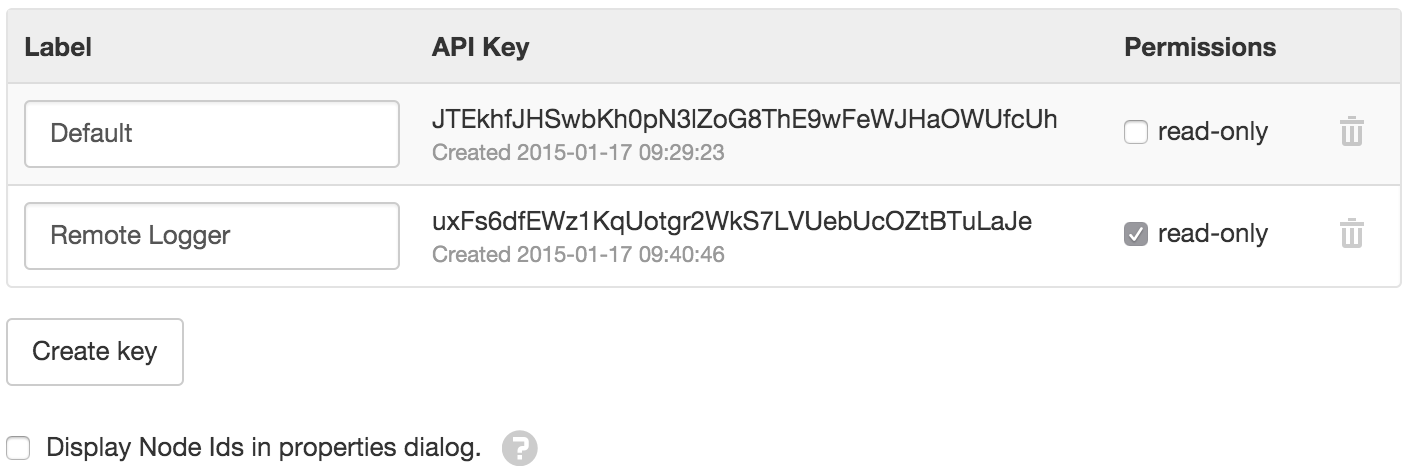 Label API Key Permissions
Default JTEkhfJHSwbKh0pN3lZoG8ThE9wFeWJHaOWUfcUh read-only
Created 2015-01-17 09:29:23
Remote Logger uxFs6dfEWz1KqUotgr2WkS7LVUebUcOZtBTuLaJe read-only
Created 2015-01-17 09:40:46
Create key
Display Node Ids in properties dialog. ?